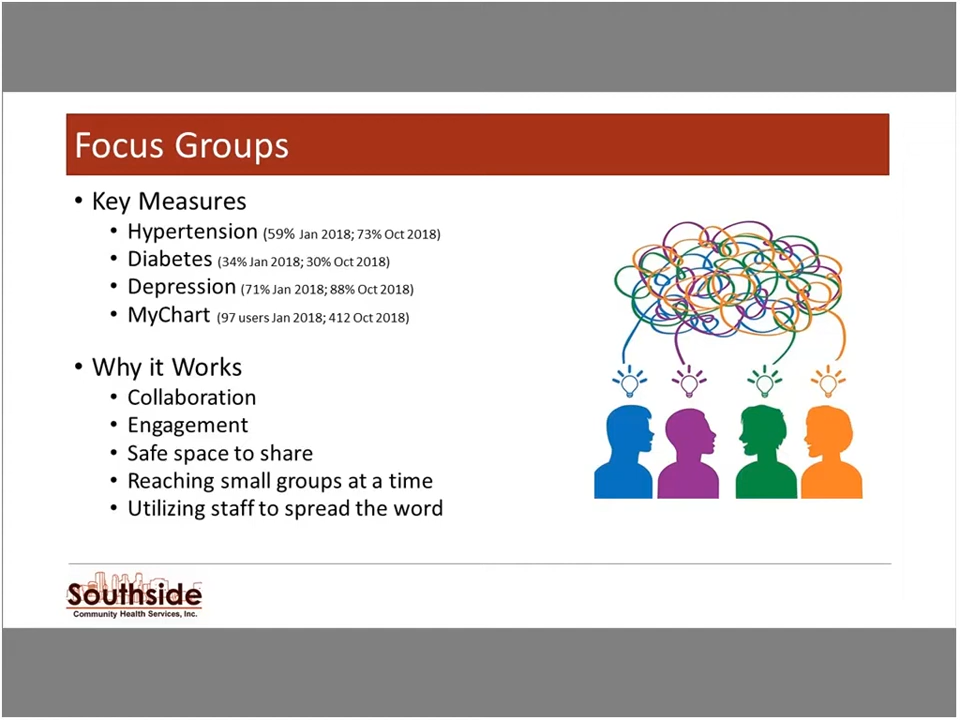 Focus Groups
• Key Measures
• Hypertension (59% Jan 2018; 73% Oct 2018)
• Diabetes (34% Jan 2018; 30% Oct 2018)
• Depression (71% Jan 2018; 88% Oct 2018)
• MyChart (97 users Jan 2018; 412 Oct 2018)
• Why it Works
• Collaboration
• Engagement
• Safe space to share
• Reaching small groups at a time
• Utilizing staff to spread the word
Southside
Community Health Services, Inc.